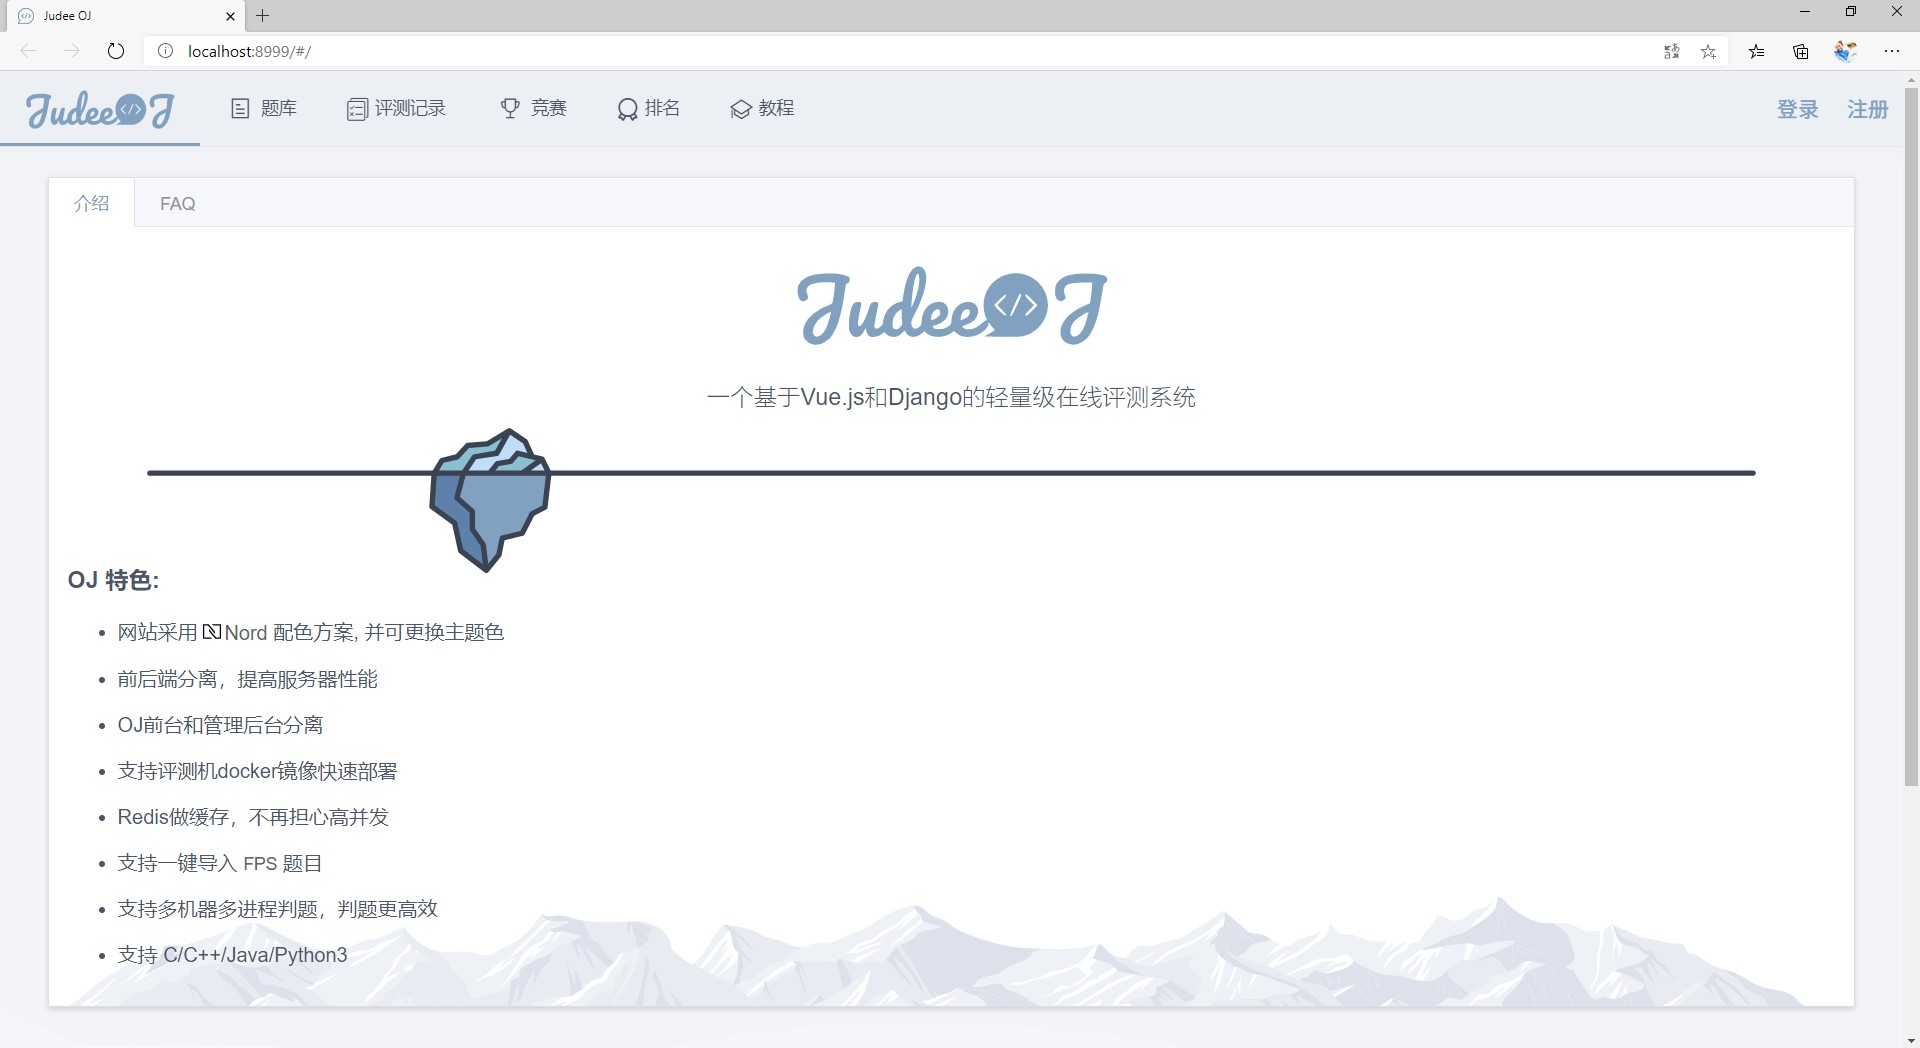 Judee OJ
localhost:8999/#/
Judee</>J
题库
评测记录
竞赛
排名
教程
登录
注册
介绍
FAQ
Judee</>J
一个基于Vue.js和Django的轻量级在线评测系统
OJ 特色:
网站采用 Nord 配色方案, 并可更换主题色
前后端分离，提高服务器性能
OJ前台和管理后台分离
支持评测机docker镜像快速部署
Redis做缓存，不再担心高并发
支持一键导入 FPS 题目
支持多机器多进程判题，判题更高效
支持 C/C++/Java/Python3